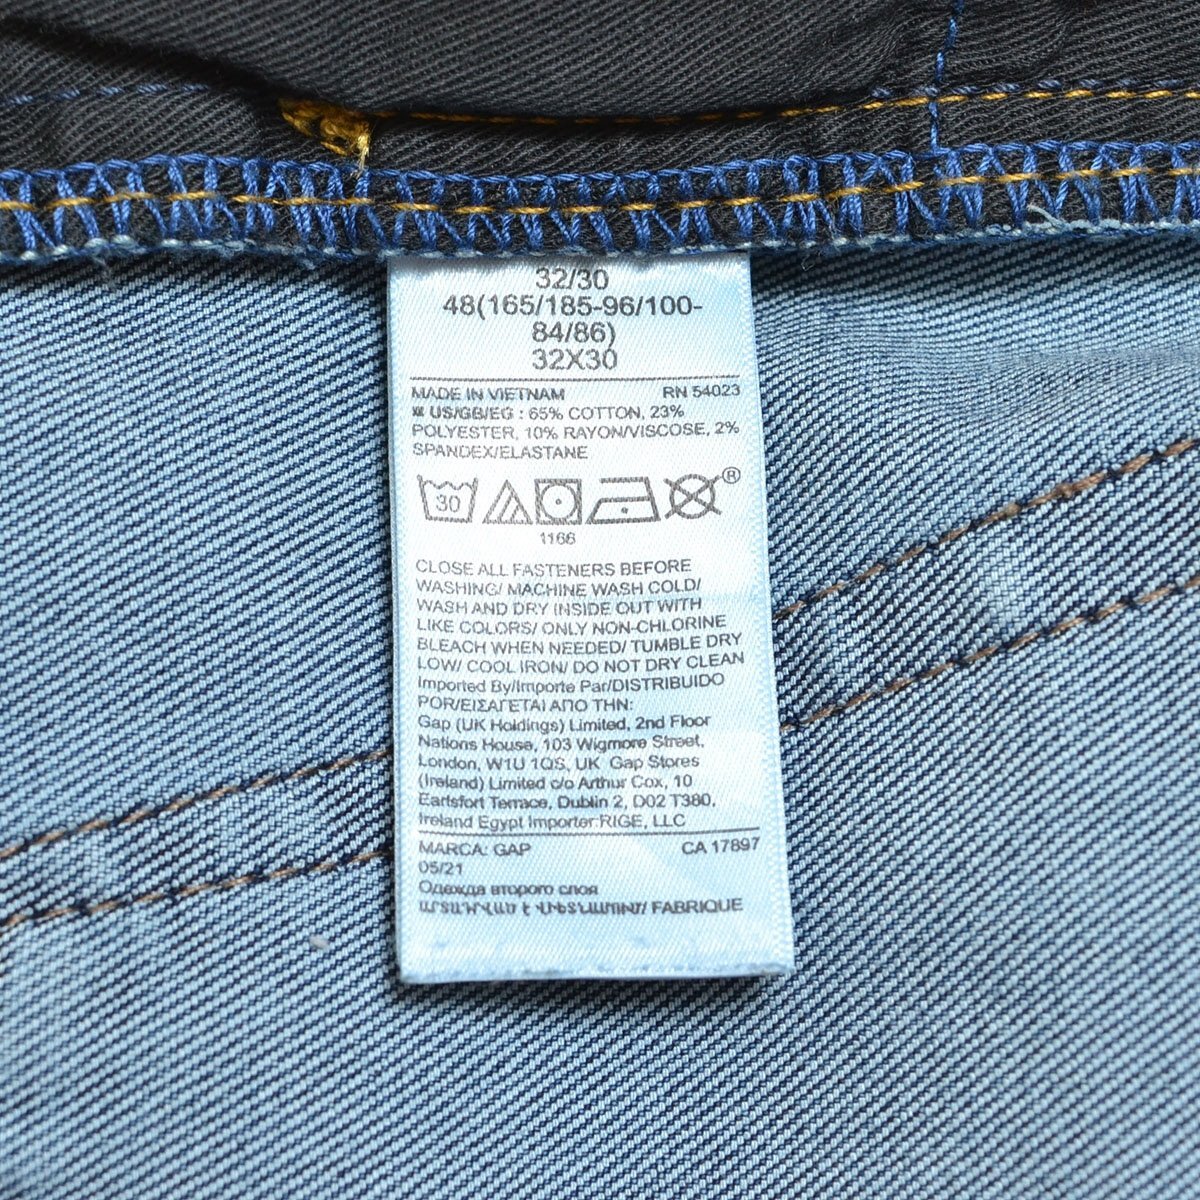 32/30
48(165/185-96/100-
84/86)
32X30
MADE IN VIETNAM RN 54023
US/GB/EG : 65% COTTON, 23%
POLYESTER, 10% RAYON/VISCOSE, 2%
SPANDEX/ELASTANE
30 ®
1166
CLOSE ALL FASTENERS BEFORE
WASHING/ MACHINE WASH COLD/
WASH AND DRY INSIDE OUT WITH
LIKE COLORS/ ONLY NON-CHLORINE
BLEACH WHEN NEEDED/ TUMBLE DRY
LOW/ COOL IRON/ DO NOT DRY CLEAN
Imported By/Importe Par/DISTRIBUIDO
POR/ΕΙΣΑΓΕΤΑΙ ΑΠΟ ΤΗΝ:
Gap (UK Holdings) Limited, 2nd Floor
Nations House, 103 Wigmore Street,
London, W1U 1QS, UK Gap Stores
(Ireland) Limited c/o Arthur Cox, 10
Earlsfort Terrace, Dublin 2, D02 T380,
Ireland Egypt Importer:RIGE, LLC
MARCA: GAP CA 17897
05/21
Одежда второго слоя
FABRIQUE